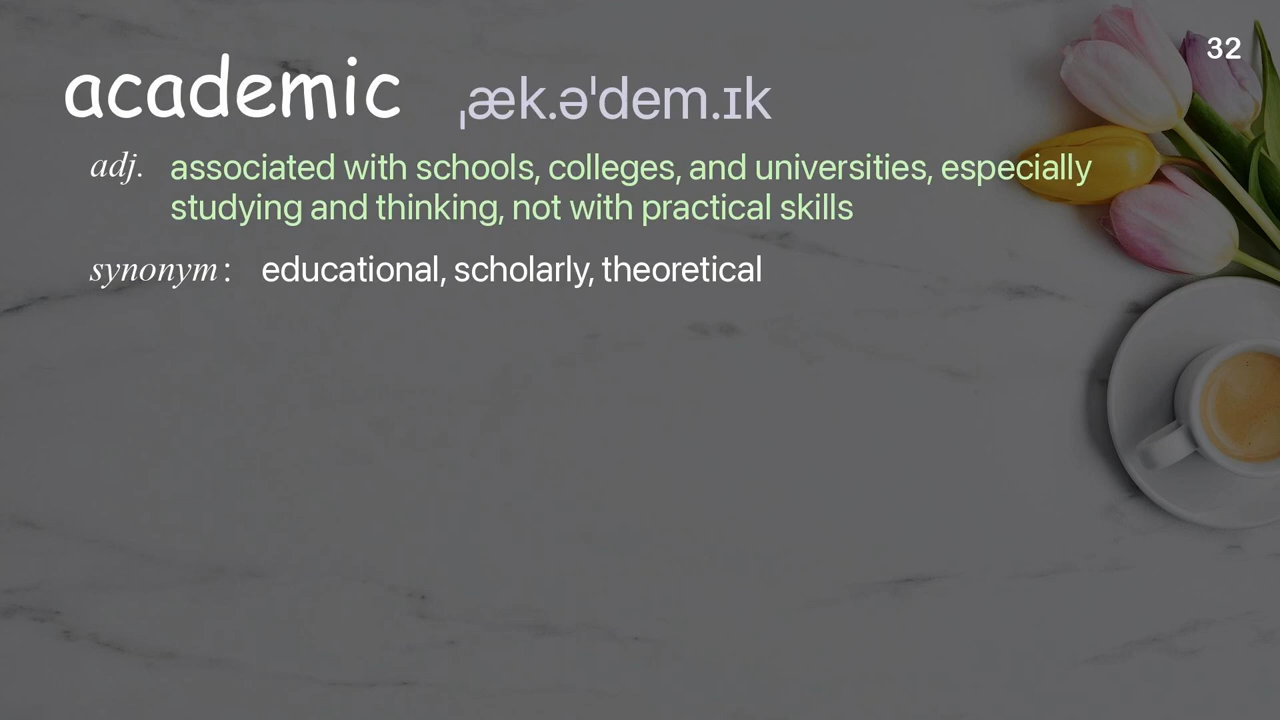 32
academic ˌæk.əˈdem.ɪk
adj. associated with schools, colleges, and universities, especially
studying and thinking, not with practical skills
synonym : educational, scholarly, theoretical